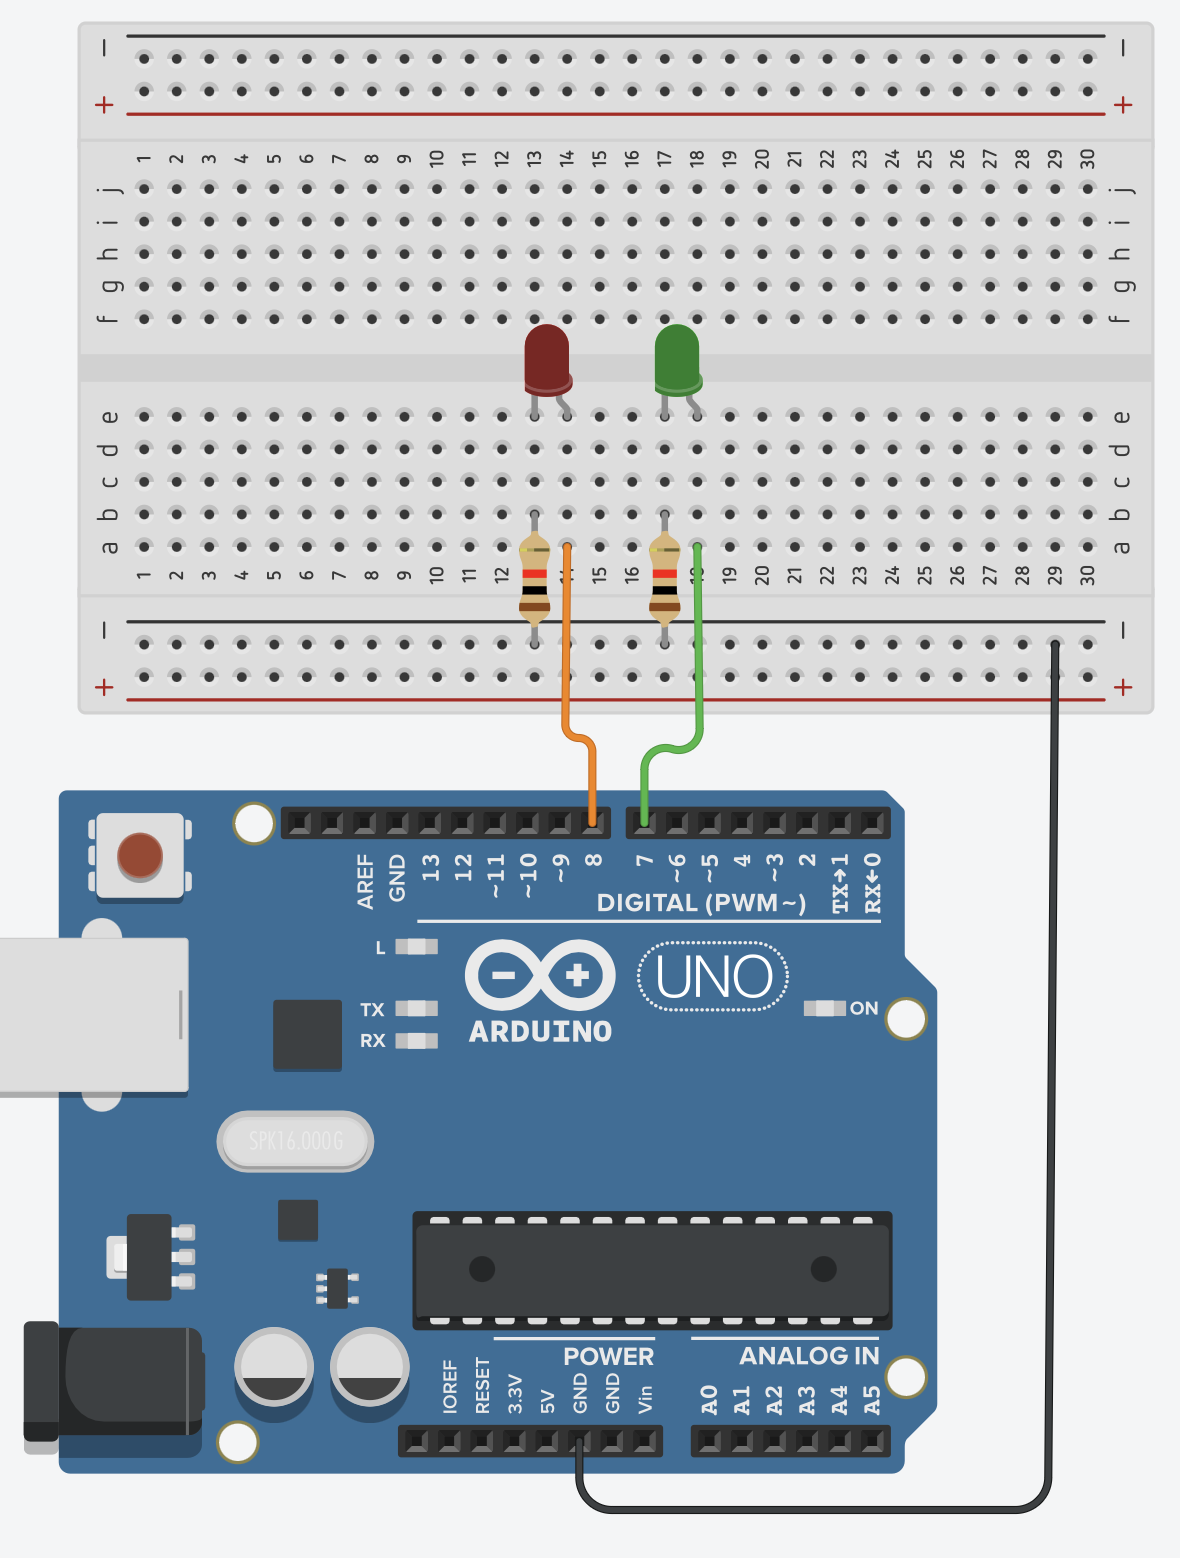 − −
+ +
1 2 3 4 5 6 7 8 9 10 11 12 13 14 15 16 17 18 19 20 21 22 23 24 25 26 27 28 29 30
j j
i i
h h
g g
f f
e e
d d
c c
b b
a a
1 2 3 4 5 6 7 8 9 10 11 12 14 15 16 18 19 20 21 22 23 24 25 26 27 28 29 30
− −
+ +
AREF GND 13 12 ~11 ~10 ~9 8 7 ~6 ~5 4 ~3 2 TX→1 RX←0
DIGITAL (PWM~)
L
UNO
TX
ON
ARDUINO
RX
SPK16.000G
POWER ANALOG IN
IOREF RESET 3.3V 5V GND GND Vin A0 A1 A2 A3 A4 A5